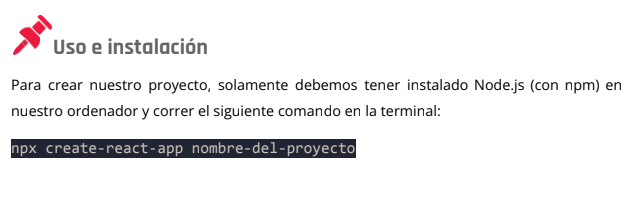 Uso e instalación
Para crear nuestro proyecto, solamente debemos tener instalado Node.js (con npm) en
nuestro ordenador y correr el siguiente comando en la terminal:
npx create-react-app nombre-del-proyecto